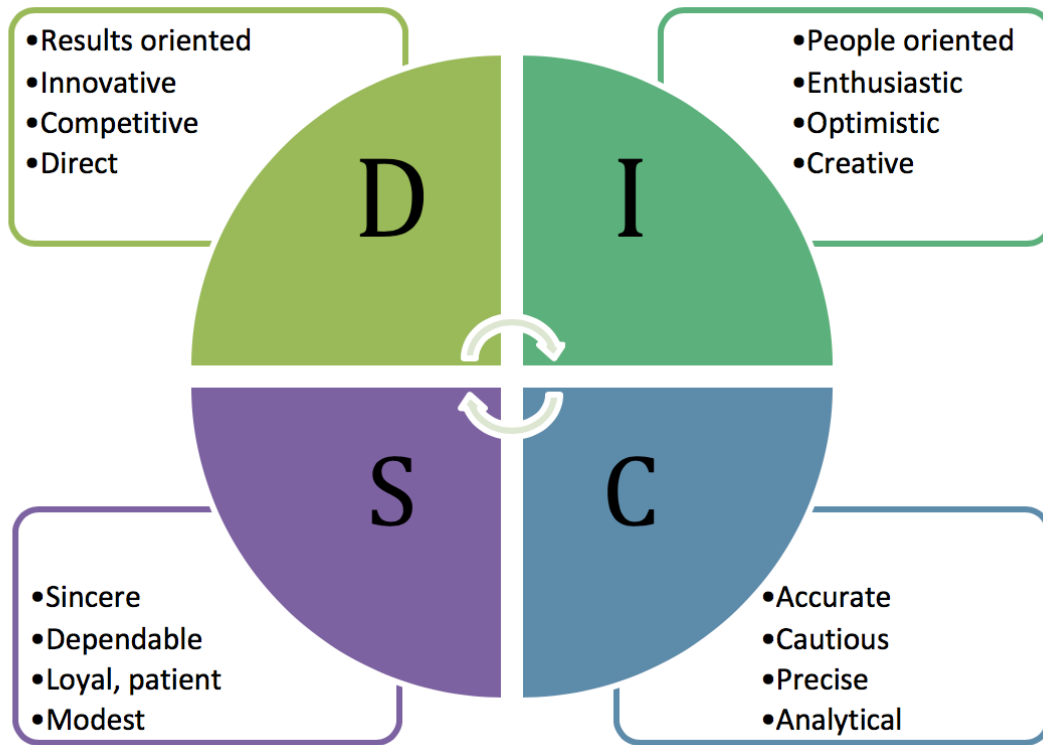 •Results oriented
•Innovative
•Competitive
•Direct
D
•People oriented
•Enthusiastic
•Optimistic
•Creative
I
S
•Sincere
•Dependable
•Loyal, patient
•Modest
C
•Accurate
•Cautious
•Precise
•Analytical